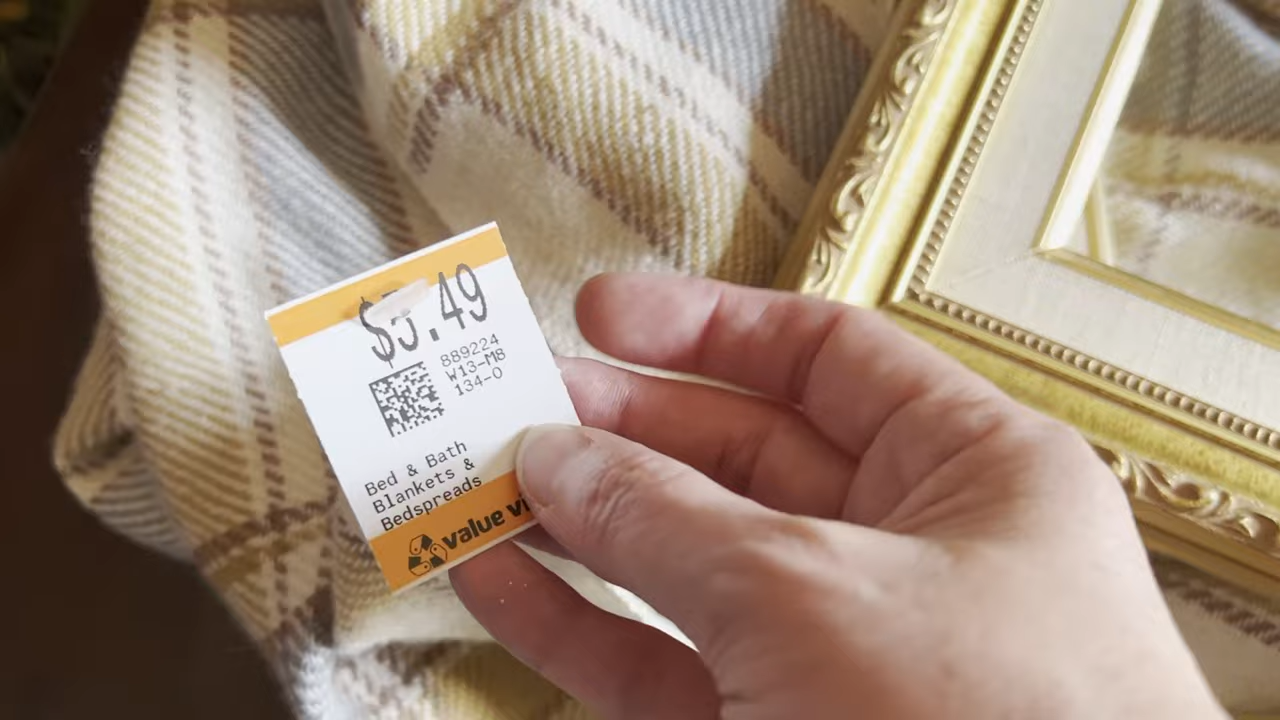 $5.49
889224
W13-M8
134-0
Bed & Bath
Blankets &
Bedspreads
value vi